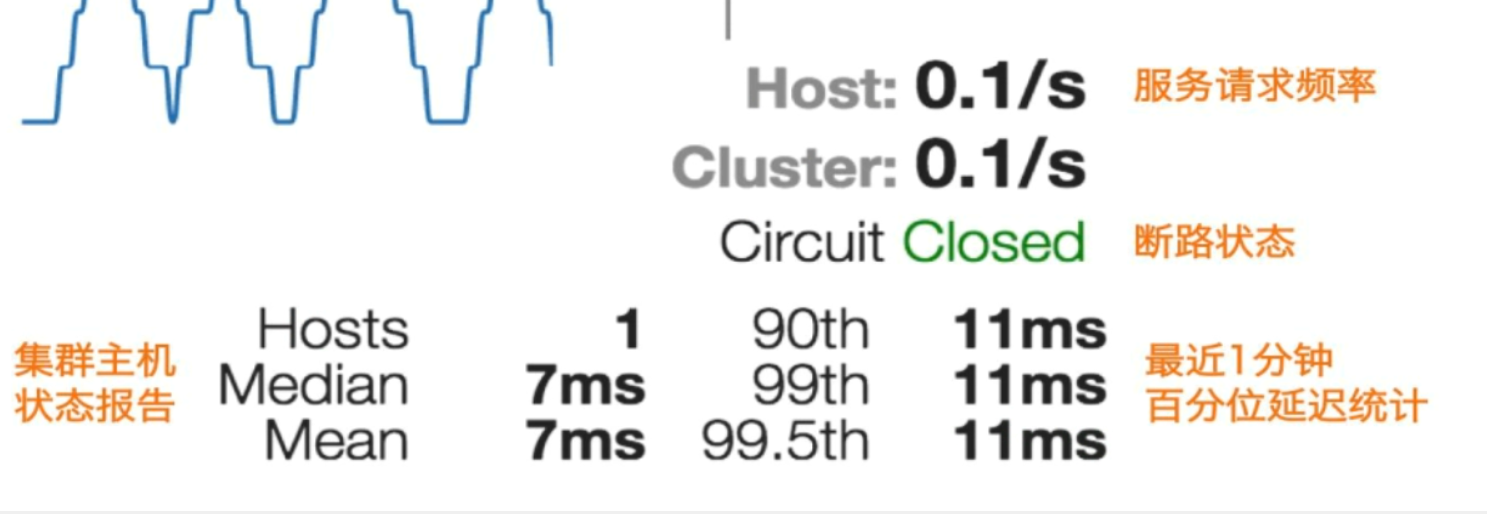 Host: 0.1/s 服务请求频率
Cluster: 0.1/s
Circuit Closed 断路状态
集群主机
状态报告
Hosts 1 90th 11ms
Median 7ms 99th 11ms
Mean 7ms 99.5th 11ms
最近1分钟
百分位延迟统计